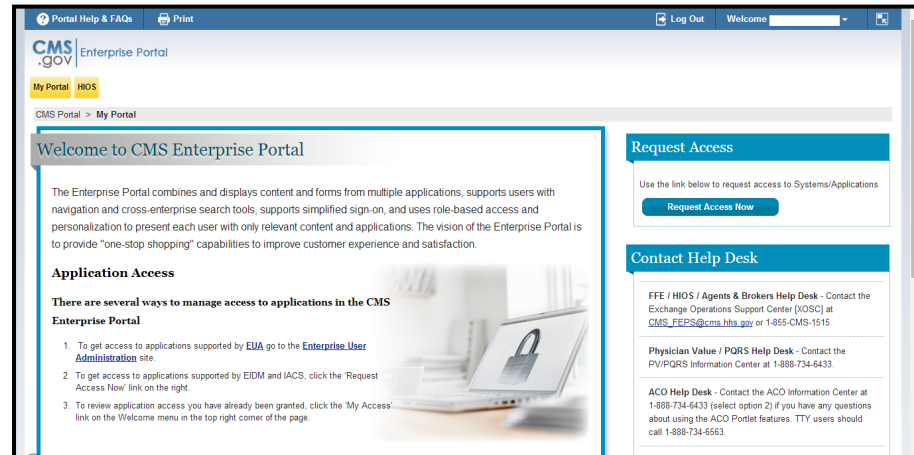 Portal Help & FAQs Print Log Out Welcome
CMS.gov Enterprise Portal
My Portal HIOS
CMS Portal > My Portal
Welcome to CMS Enterprise Portal
The Enterprise Portal combines and displays content and forms from multiple applications, supports users with
navigation and cross-enterprise search tools, supports simplified sign-on, and uses role-based access and
personalization to present each user with only relevant content and applications. The vision of the Enterprise Portal is
to provide "one-stop shopping" capabilities to improve customer experience and satisfaction.
Application Access
There are several ways to manage access to applications in the CMS
Enterprise Portal
1. To get access to applications supported by EUA go to the Enterprise User
Administration site.
2. To get access to applications supported by EIDM and IACS, click the 'Request
Access Now' link on the right.
3. To review application access you have already been granted, click the 'My Access'
link on the Welcome menu in the top right corner of the page.
Request Access
Use the link below to request access to Systems/Applications
Request Access Now
Contact Help Desk
FFE / HIOS / Agents & Brokers Help Desk - Contact the
Exchange Operations Support Center [XOSC] at
CMS_FEPS@cms.hhs.gov or 1-855-CMS-1515
Physician Value / PQRS Help Desk - Contact the
PV/PQRS Information Center at 1-888-734-6433.
ACO Help Desk - Contact the ACO Information Center at
1-888-734-6433 (select option 2) if you have any questions
about using the ACO Portlet features. TTY users should
call 1-888-734-6563.